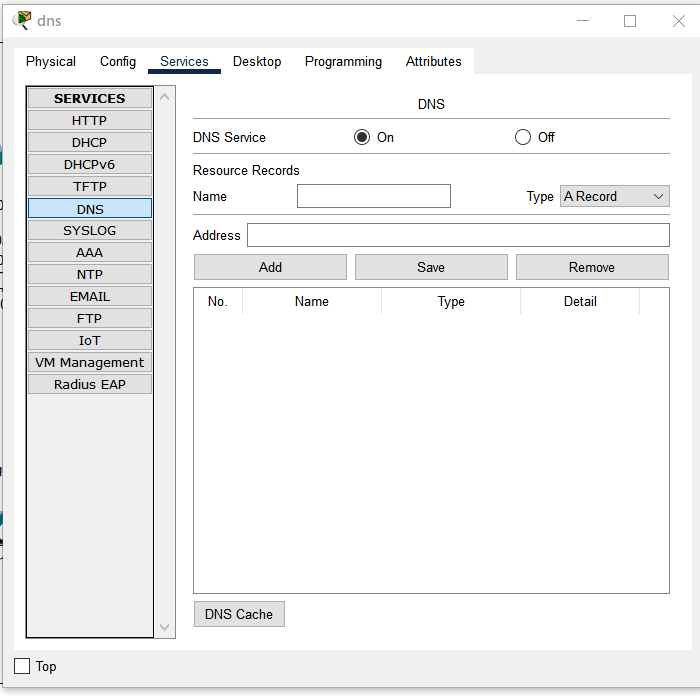 dns
Physical Config Services Desktop Programming Attributes
SERVICES
HTTP
DHCP
DHCPv6
TFTP
DNS
SYSLOG
AAA
NTP
EMAIL
FTP
IoT
VM Management
Radius EAP
DNS
DNS Service On Off
Resource Records
Name Type A Record
Address
Add Save Remove
No. Name Type Detail
DNS Cache
Top